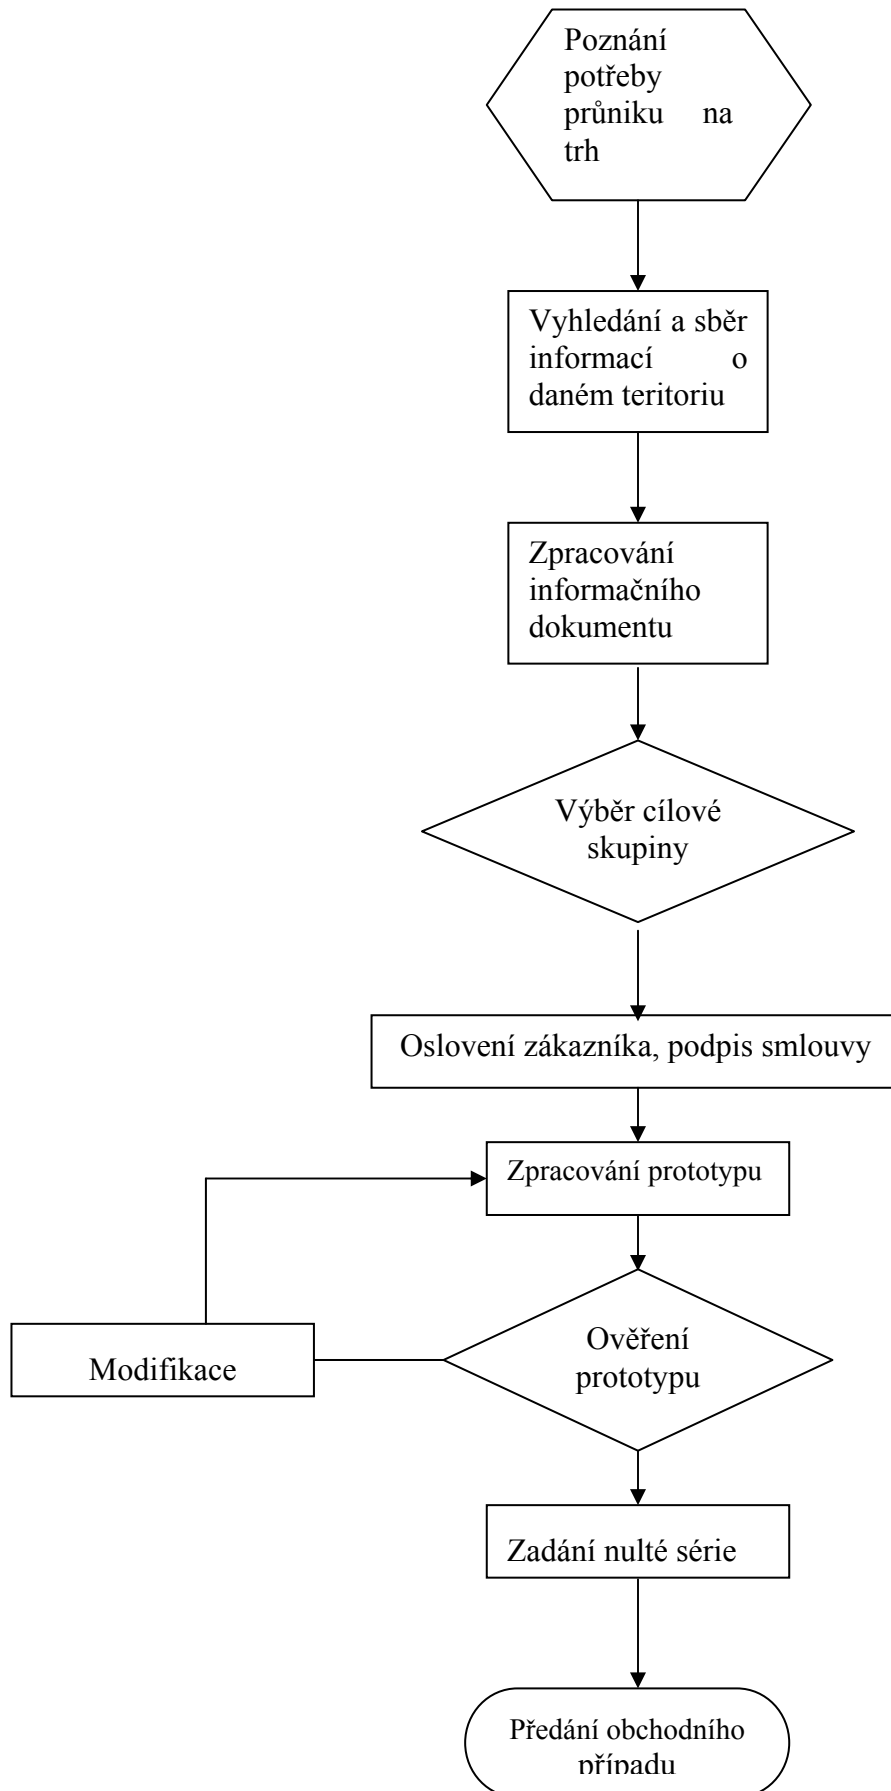 Poznání
potřeby
průniku na
trh
Vyhledání a sběr
informací o
daném teritoriu
Zpracování
informačního
dokumentu
Výběr cílové
skupiny
Oslovení zákazníka, podpis smlouvy
Zpracování prototypu
Ověření
prototypu
Modifikace
Zadání nulté série
Předání obchodního
případu